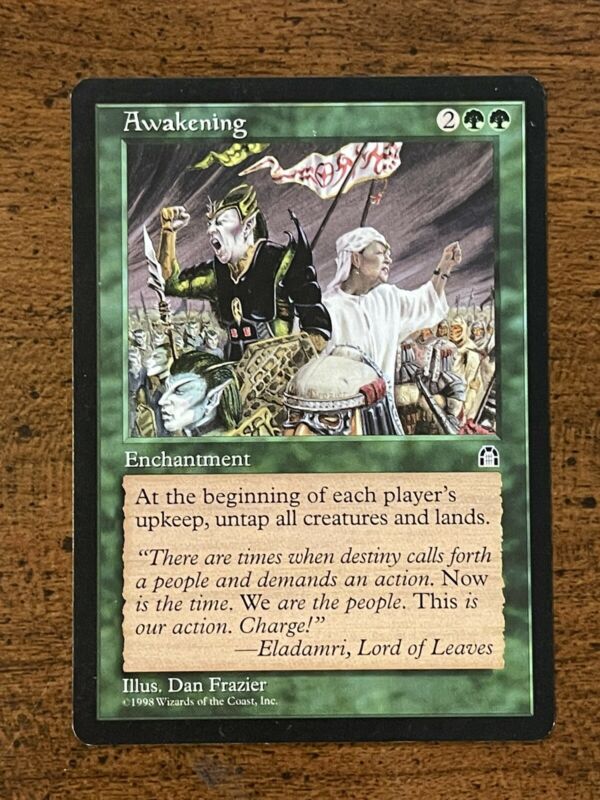 Awakening 2
Enchantment
At the beginning of each player's
upkeep, untap all creatures and lands.
"There are times when destiny calls forth
a people and demands an action. Now
is the time. We are the people. This is
our action. Charge!"
—Eladamri, Lord of Leaves
Illus. Dan Frazier
©1998 Wizards of the Coast, Inc.